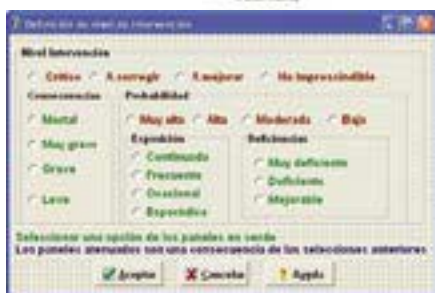 Definición de nivel de intervención
Nivel Intervención
Crítico A corregir A mejorar No imprescindible
Consecuencias
Probabilidad
Mortal
Muy grave
Grave
Leve
Muy alta Alta Moderada Baja
Exposición
Continuada
Frecuente
Ocasional
Esporádica
Deficiencias
Muy deficiente
Deficiente
Mejorable
Seleccionar una opción de los paneles en verde
Los paneles atenuados son una consecuencia de las selecciones anteriores
Aceptar Cancelar